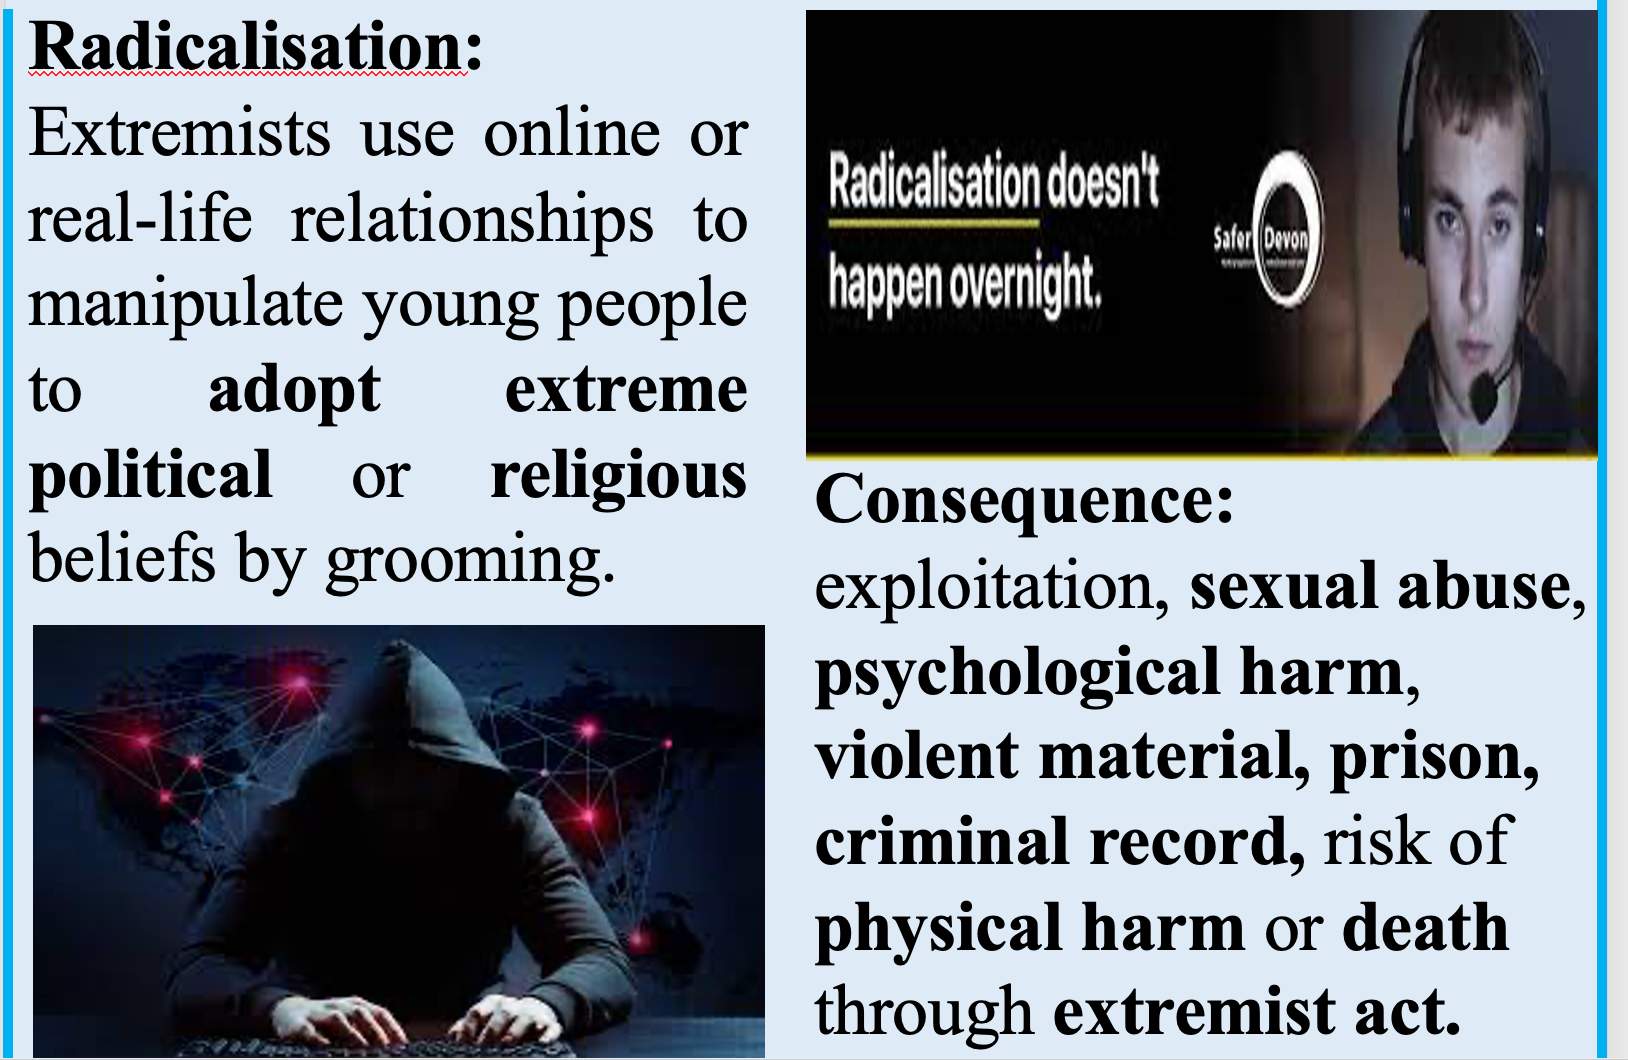 Radicalisation:
Extremists use online or
real-life relationships to
manipulate young people
to adopt extreme
political or religious
beliefs by grooming.
Radicalisation doesn't
happen overnight.
Safer Devon
Consequence:
exploitation, sexual abuse,
psychological harm,
violent material, prison,
criminal record, risk of
physical harm or death
through extremist act.